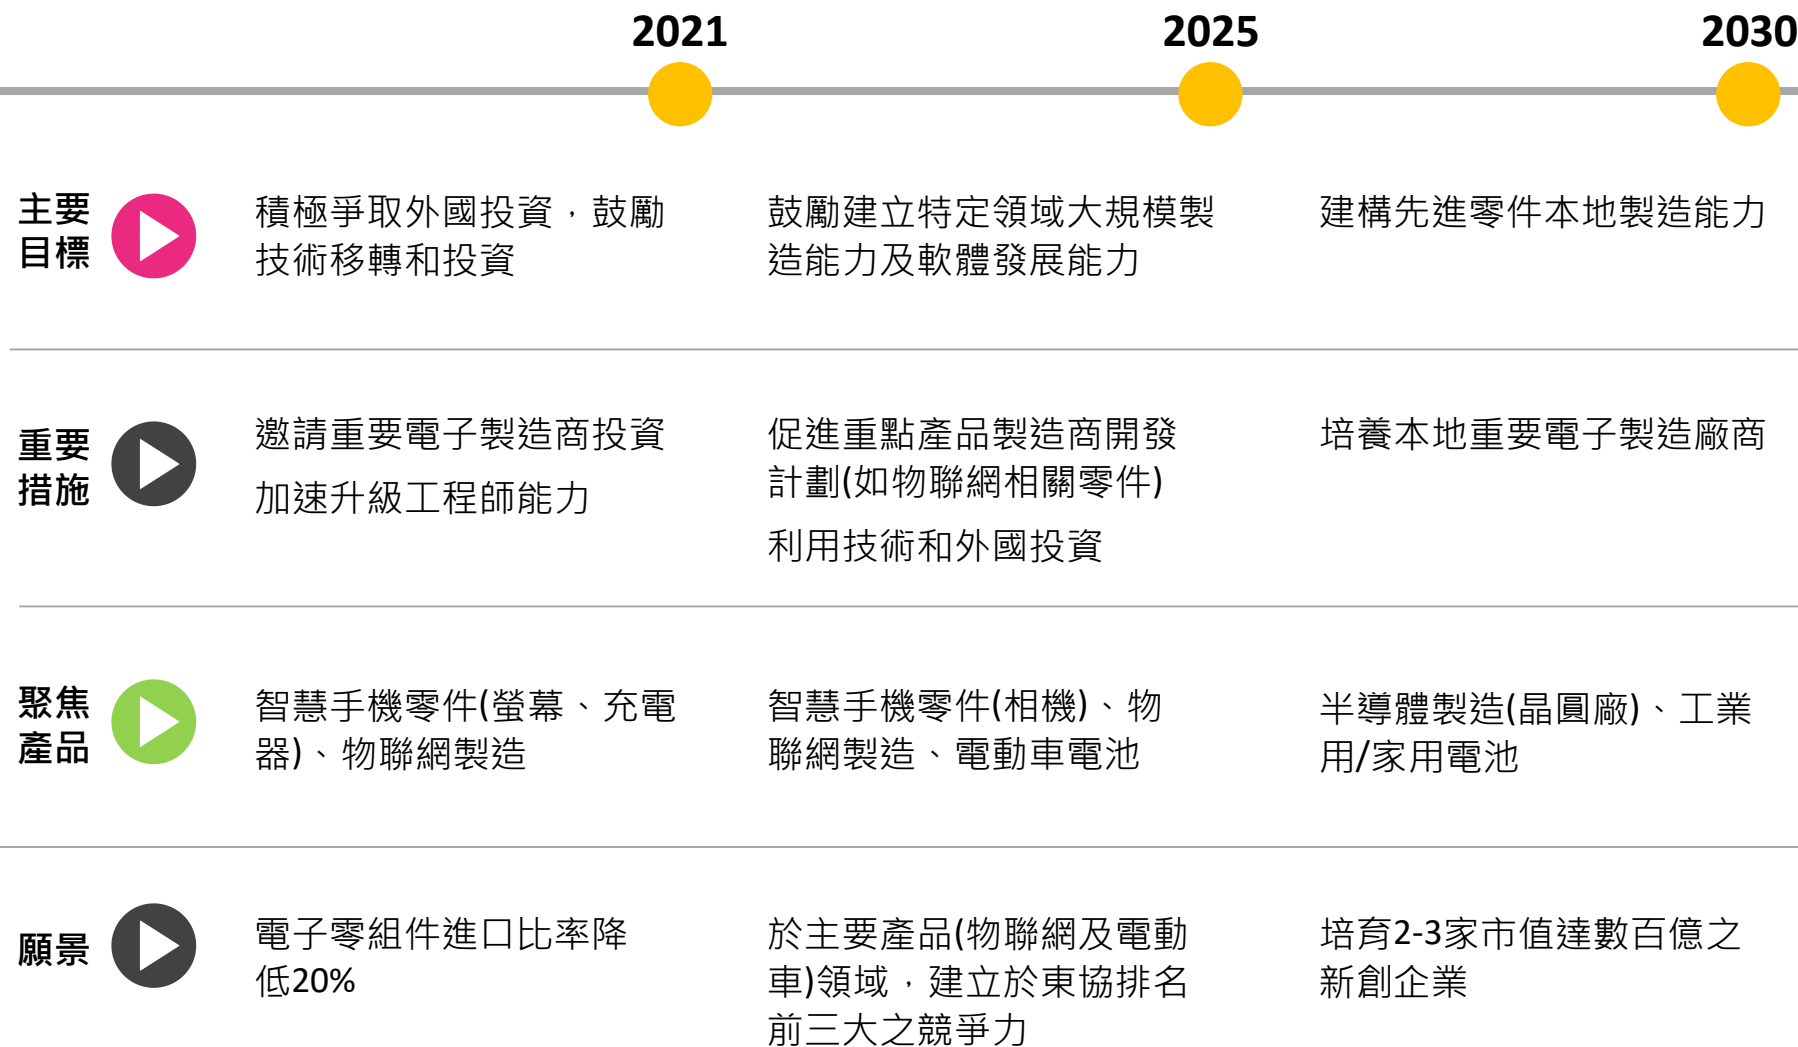 2021
2025
2030
主要
目標
積極爭取外國投資，鼓勵
技術移轉和投資
鼓勵建立特定領域大規模製
造能力及軟體發展能力
建構先進零件本地製造能力
重要
措施
邀請重要電子製造商投資
加速升級工程師能力
促進重點產品製造商開發
計劃(如物聯網相關零件)
利用技術和外國投資
培養本地重要電子製造廠商
聚焦
產品
智慧手機零件(螢幕、充電
器)、物聯網製造
智慧手機零件(相機)、物
聯網製造、電動車電池
半導體製造(晶圓廠)、工業
用/家用電池
願景
電子零組件進口比率降
低20%
於主要產品(物聯網及電動
車)領域，建立於東協排名
前三大之競爭力
培育2-3家市值達數百億之
新創企業